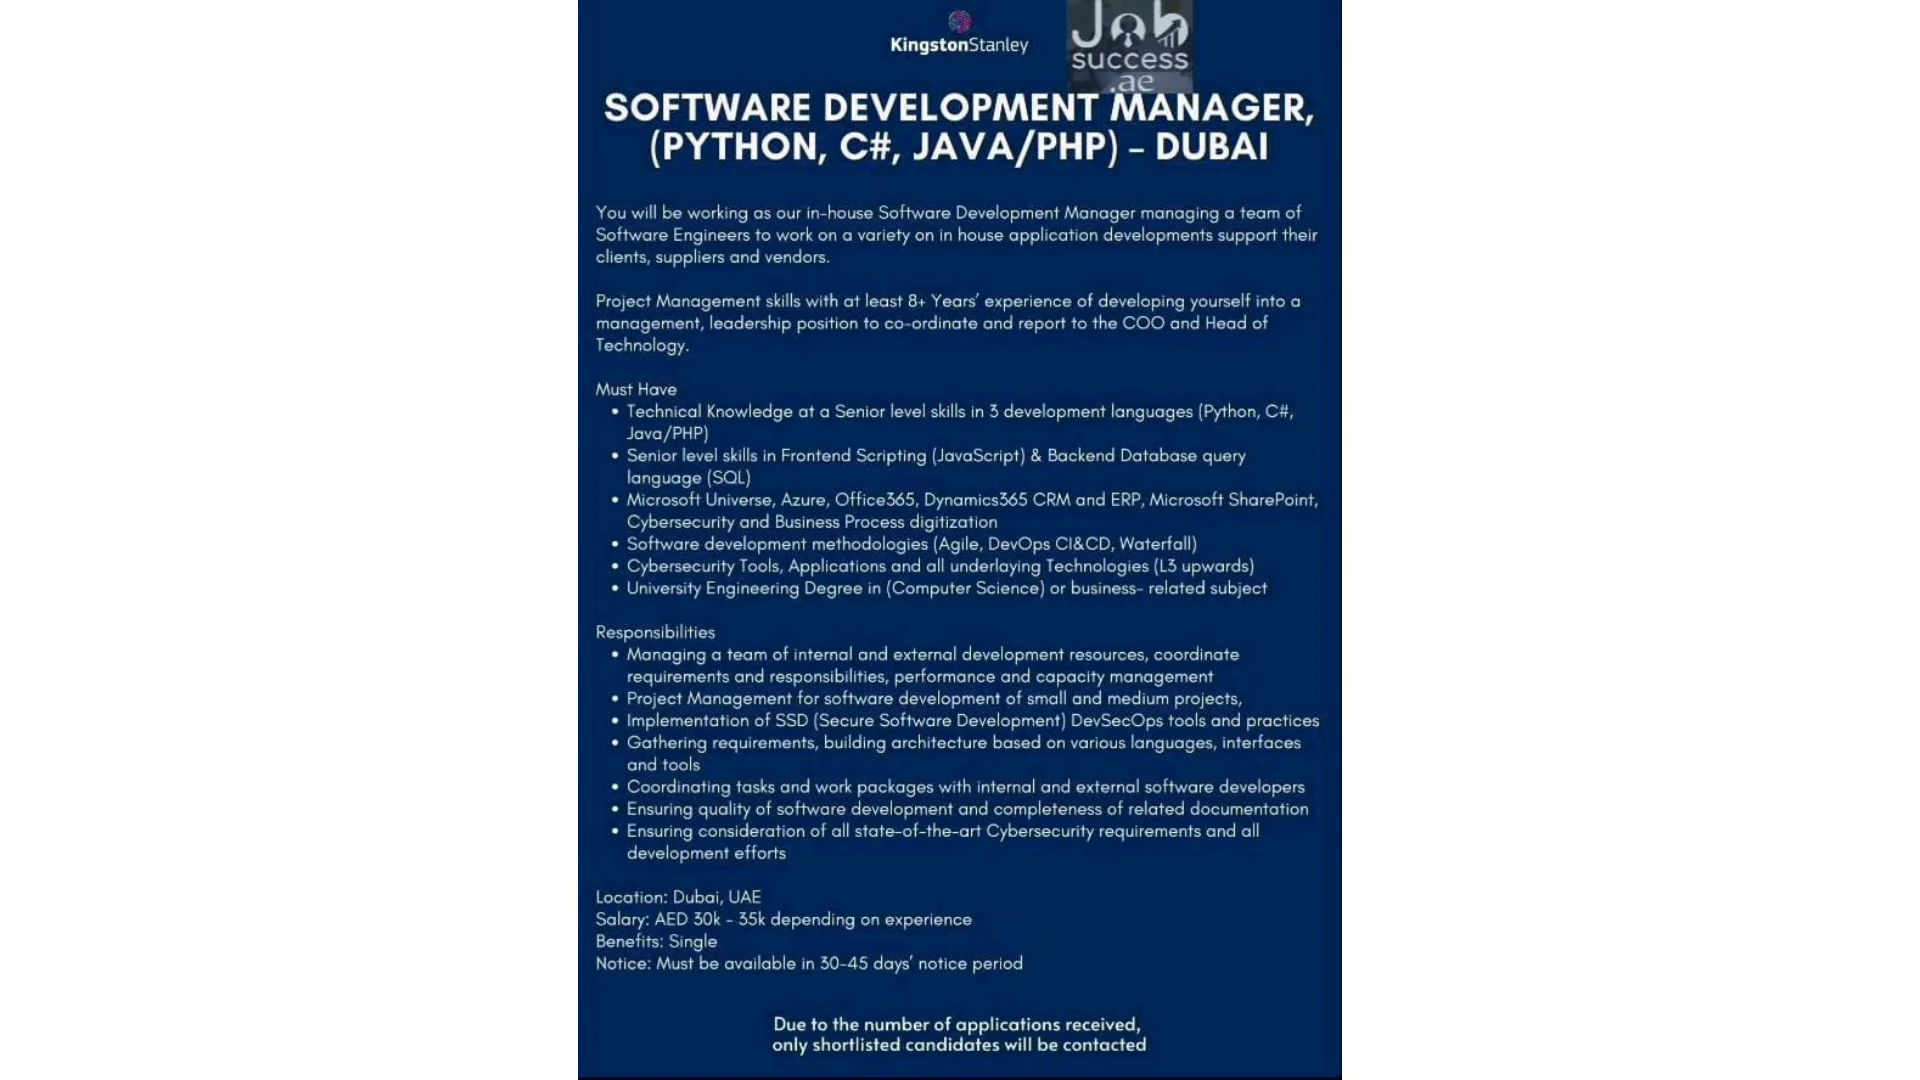 KingstonStanley
Job
success
.ae
SOFTWARE DEVELOPMENT MANAGER,
(PYTHON, C#, JAVA/PHP) – DUBAI
You will be working as our in-house Software Development Manager managing a team of
Software Engineers to work on a variety on in house application developments support their
clients, suppliers and vendors.
Project Management skills with at least 8+ Years’ experience of developing yourself into a
management, leadership position to co-ordinate and report to the COO and Head of
Technology.
Must Have
• Technical Knowledge at a Senior level skills in 3 development languages (Python, C#,
Java/PHP)
• Senior level skills in Frontend Scripting (JavaScript) & Backend Database query
language (SQL)
• Microsoft Universe, Azure, Office365, Dynamics365 CRM and ERP, Microsoft SharePoint,
Cybersecurity and Business Process digitization
• Software development methodologies (Agile, DevOps CI&CD, Waterfall)
• Cybersecurity Tools, Applications and all underlaying Technologies (L3 upwards)
• University Engineering Degree in (Computer Science) or business- related subject
Responsibilities
• Managing a team of internal and external development resources, coordinate
requirements and responsibilities, performance and capacity management
• Project Management for software development of small and medium projects,
• Implementation of SSD (Secure Software Development) DevSecOps tools and practices
• Gathering requirements, building architecture based on various languages, interfaces
and tools
• Coordinating tasks and work packages with internal and external software developers
• Ensuring quality of software development and completeness of related documentation
• Ensuring consideration of all state-of-the-art Cybersecurity requirements and all
development efforts
Location: Dubai, UAE
Salary: AED 30k - 35k depending on experience
Benefits: Single
Notice: Must be available in 30-45 days’ notice period
Due to the number of applications received,
only shortlisted candidates will be contacted